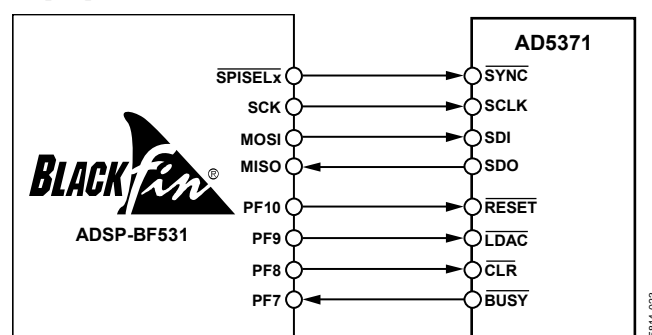 AD5371
SPISELx
SYNC
SCK
SCLK
MOSI
SDI
MISO
SDO
BLACKfin®
ADSP-BF531
PF10
RESET
PF9
LDAC
PF8
CLR
PF7
BUSY